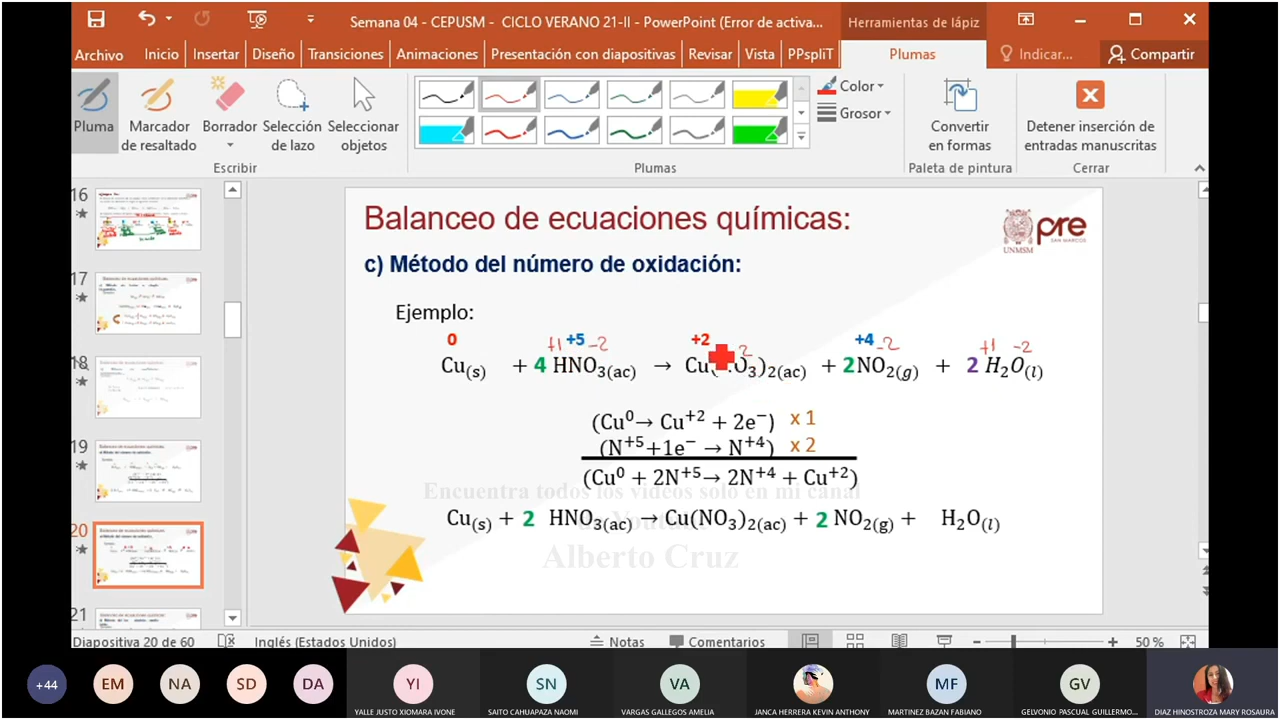 Semana 04 - CEPUSM - CICLO VERANO 21-II - PowerPoint (Error de activa...
Herramientas de lápiz
Archivo Inicio Insertar Diseño Transiciones Animaciones Presentación con diapositivas Revisar Vista PPspliT Plumas Indicar... Compartir
Color
Grosor
Pluma Marcador de resaltado Borrador Selección de lazo Seleccionar objetos Convertir en formas Detener inserción de entradas manuscritas
Escribir Plumas Paleta de pintura Cerrar
16
17
18
19
20
21
Balanceo de ecuaciones químicas:
UNMSM pre SAN MARCOS
c) Método del número de oxidación:
Ejemplo:
0 +1 +5 -2 +2 2 +4 -2 +1 -2
Cu(s) + 4 HNO3(ac) → Cu( O3)2(ac) + 2NO2(g) + 2 H2O(l)
(Cu⁰→ Cu⁺² + 2e⁻) x 1
(N⁺⁵+1e⁻ → N⁺⁴) x 2
(Cu⁰ + 2N⁺⁵→ 2N⁺⁴ + Cu⁺²)
Encuentra todos los videos solo en mi canal
Cu(s) + 2 HNO3(ac) →Cu(NO3)2(ac) + 2 NO2(g) + H2O(l)
Alberto Cruz
Diapositiva 20 de 60 Inglés (Estados Unidos) Notas Comentarios 50 %
+44 EM NA SD DA YI SN VA MF GV
YALLE JUSTO XIOMARA IVONE SAITO CAHUAPAZA NAOMI VARGAS GALLEGOS AMELIA JANCA HERRERA KEVIN ANTHONY MARTINEZ BAZAN FABIANO GELVONIO PASCUAL GUILLERMO... DIAZ HINOSTROZA MARY ROSAURA